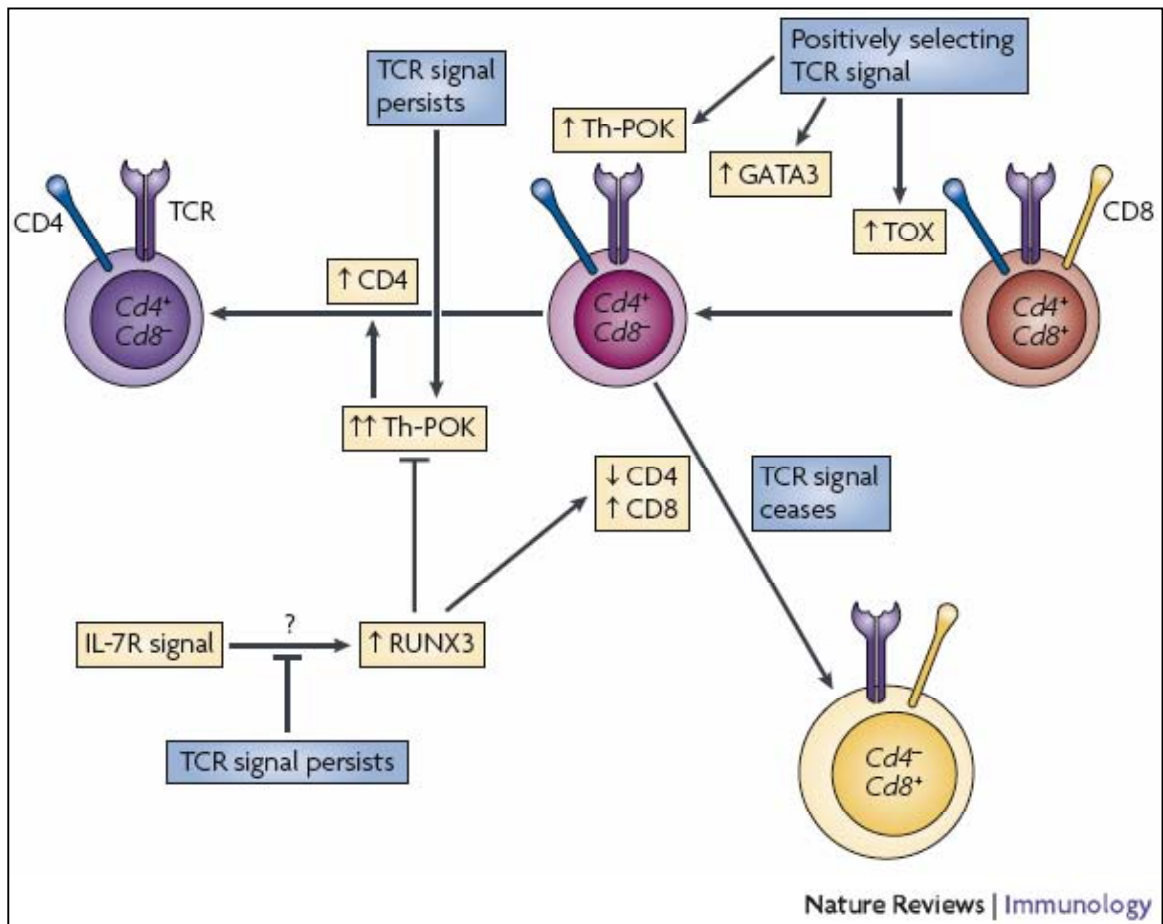 Positively selecting
TCR signal
TCR signal
persists
↑ Th-POK
↑ GATA3
↑ TOX
CD4
TCR
CD8
↑ CD4
Cd4⁺
Cd8⁻
Cd4⁺
Cd8⁻
Cd4⁺
Cd8⁺
↑↑ Th-POK
↓ CD4
↑ CD8
TCR signal
ceases
IL-7R signal
?
↑ RUNX3
TCR signal persists
Cd4⁻
Cd8⁺
Nature Reviews | Immunology